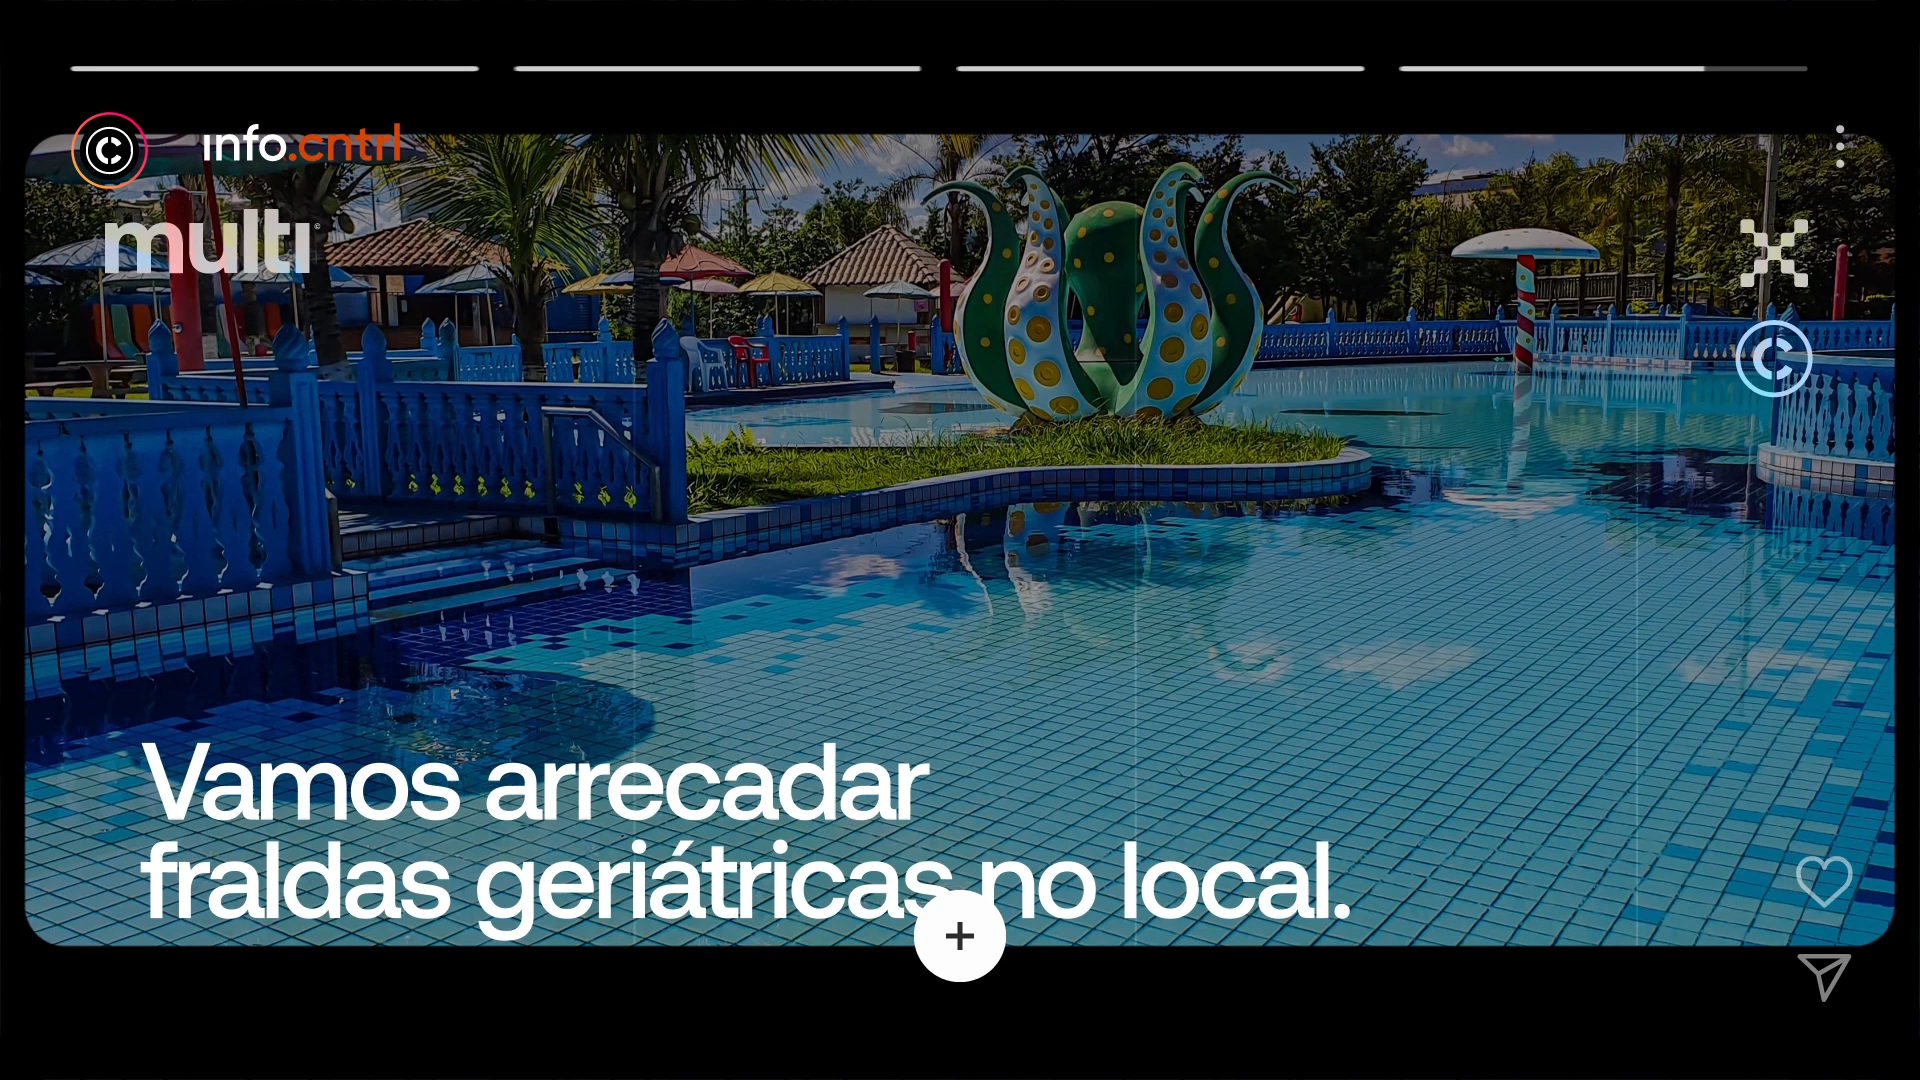 info.cntrl
multi
Vamos arrecadar
fraldas geriátricas no local.